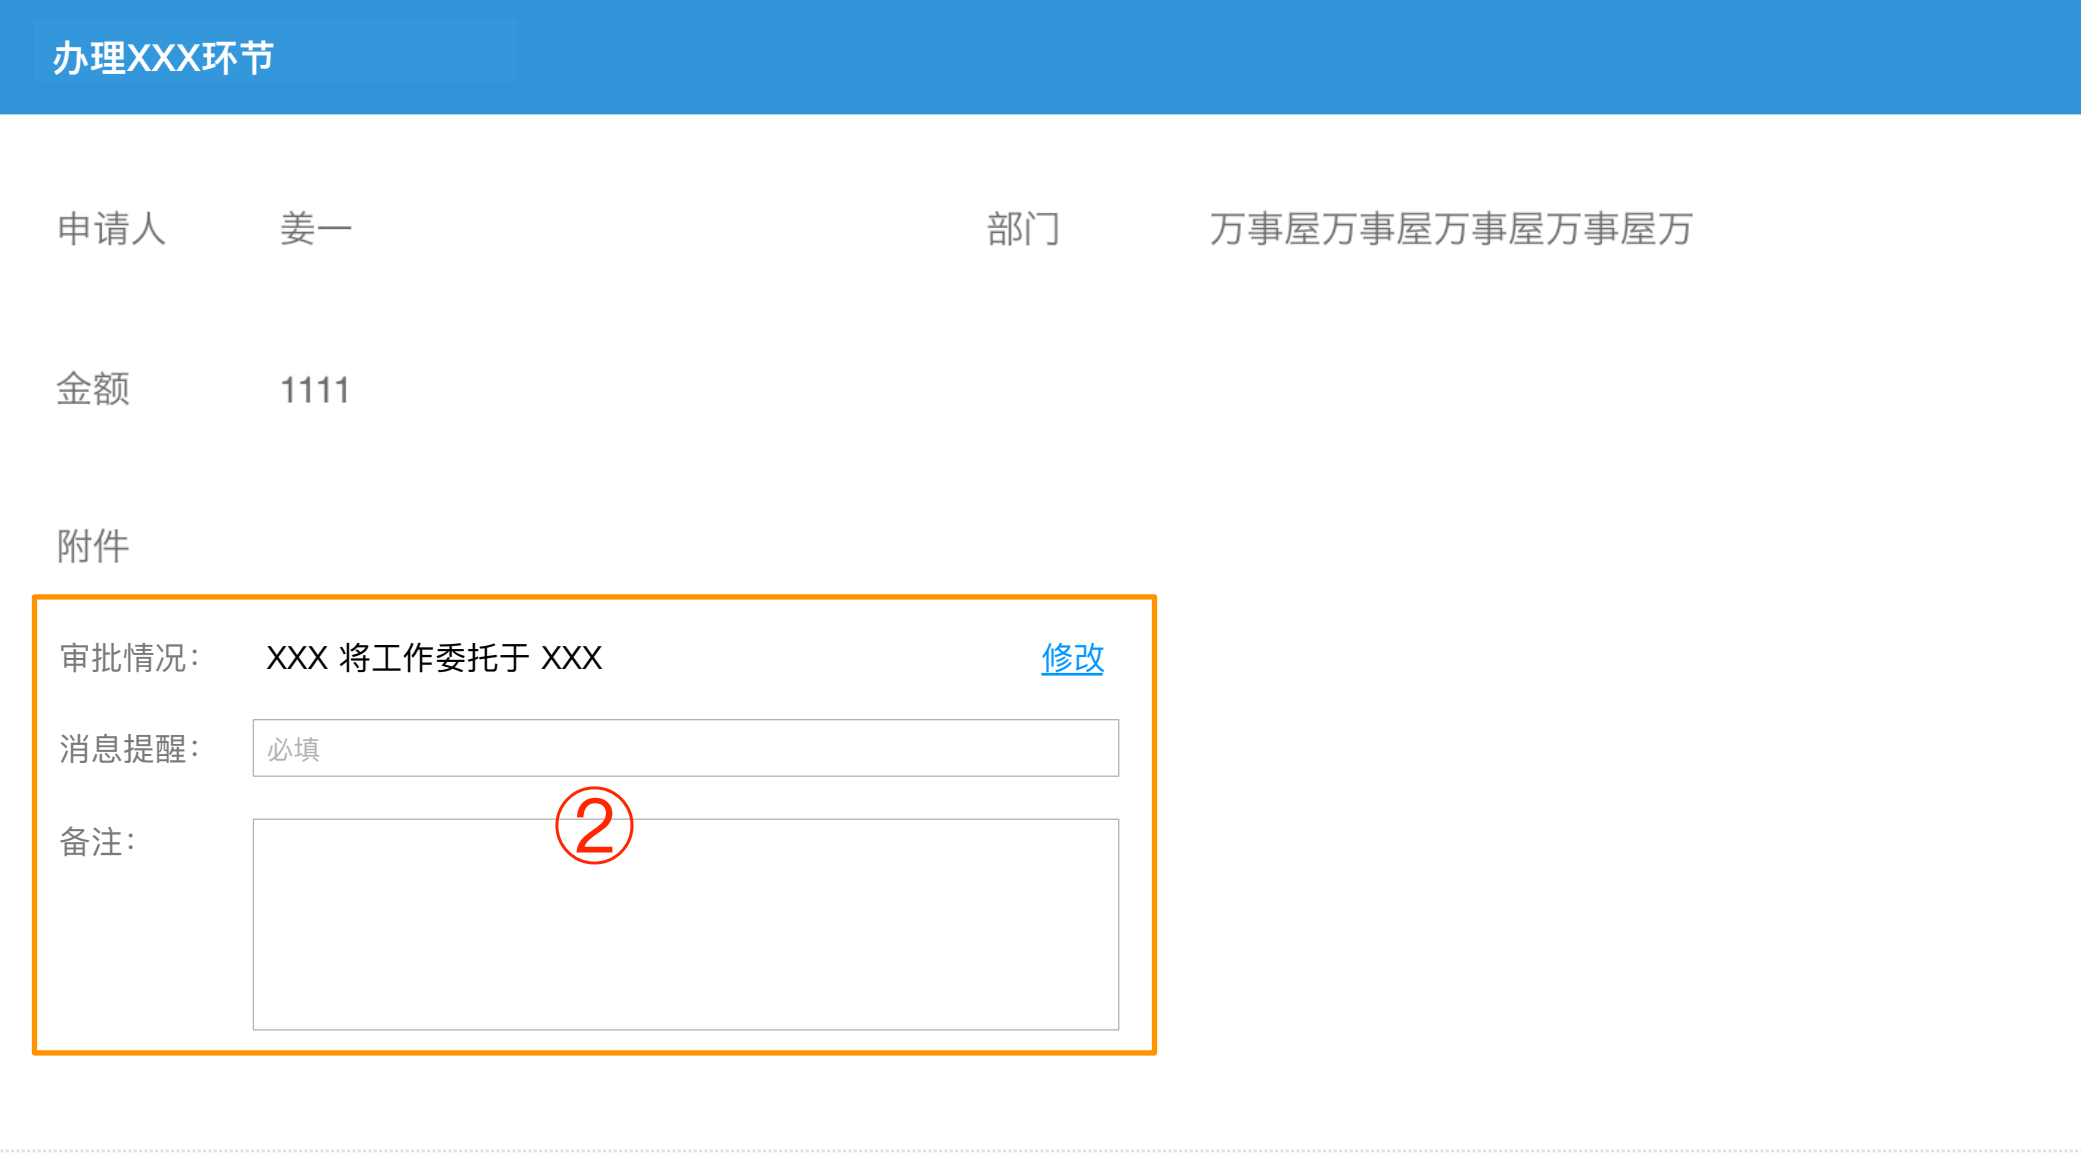 办理XXX环节
申请人 姜一 部门 万事屋万事屋万事屋万事屋万
金额 1111
附件
审批情况： XXX 将工作委托于 XXX 修改
消息提醒： 必填
②
备注：